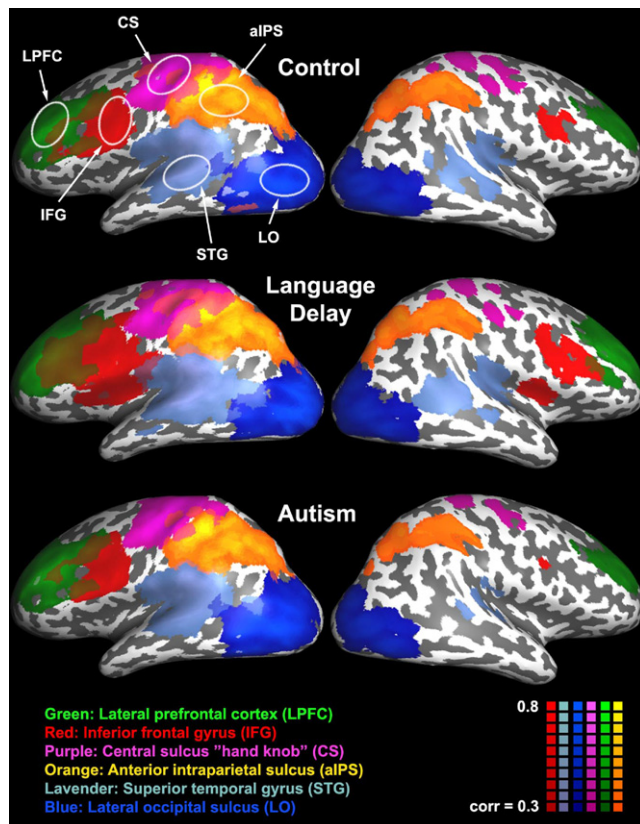 CS
aIPS
LPFC
Control
IFG
STG
LO
Language
Delay
Autism
Green: Lateral prefrontal cortex (LPFC)
Red: Inferior frontal gyrus (IFG)
Purple: Central sulcus ”hand knob” (CS)
Orange: Anterior intraparietal sulcus (aIPS)
Lavender: Superior temporal gyrus (STG)
Blue: Lateral occipital sulcus (LO)
0.8
corr = 0.3